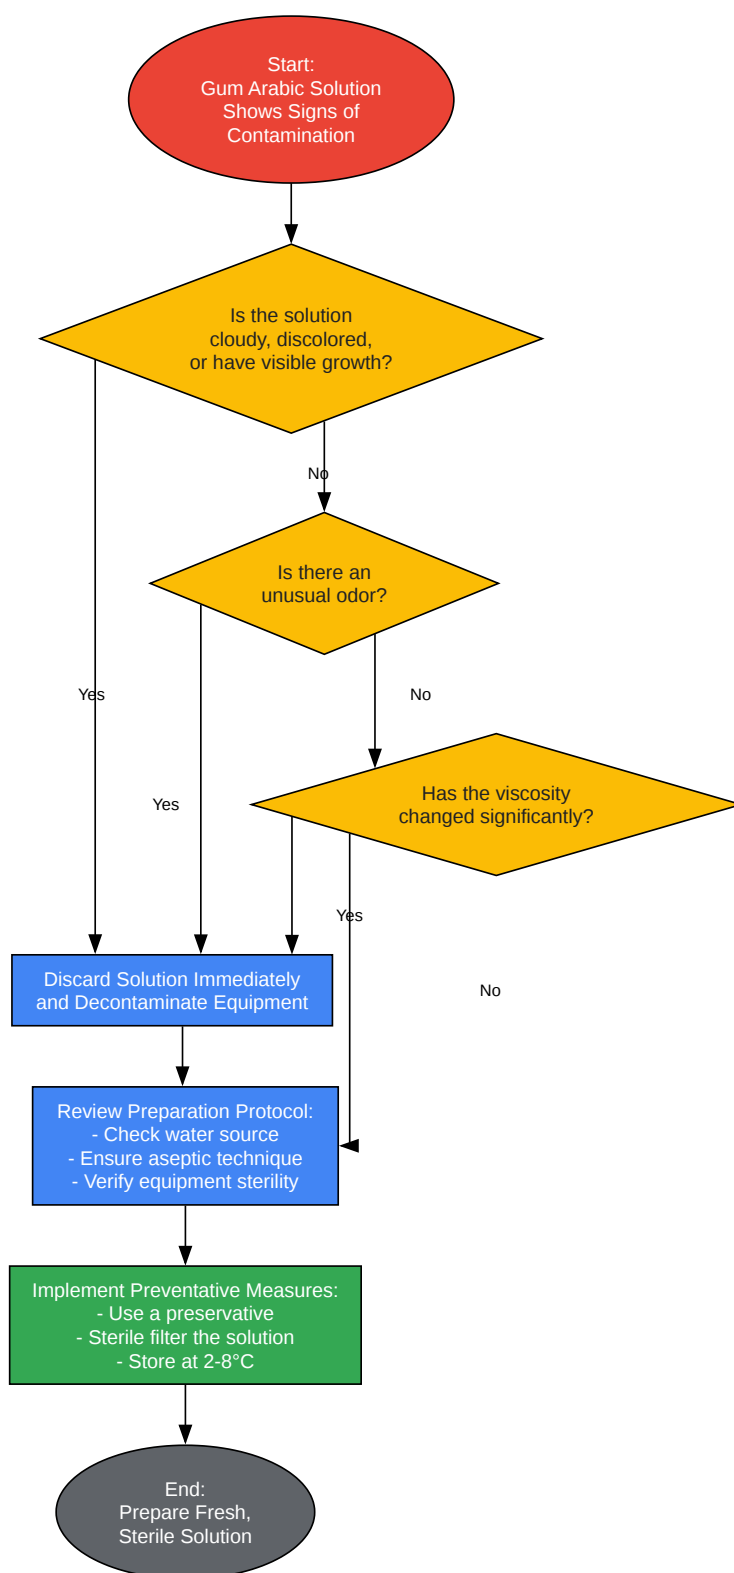 Start:
Gum Arabic Solution
Shows Signs of
Contamination
Is the solution
cloudy, discolored,
or have visible growth?
No
Is there an
unusual odor?
Yes
No
Yes
Has the viscosity
changed significantly?
Yes
No
Discard Solution Immediately
and Decontaminate Equipment
Review Preparation Protocol:
- Check water source
- Ensure aseptic technique
- Verify equipment sterility
Implement Preventative Measures:
- Use a preservative
- Sterile filter the solution
- Store at 2-8°C
End:
Prepare Fresh,
Sterile Solution